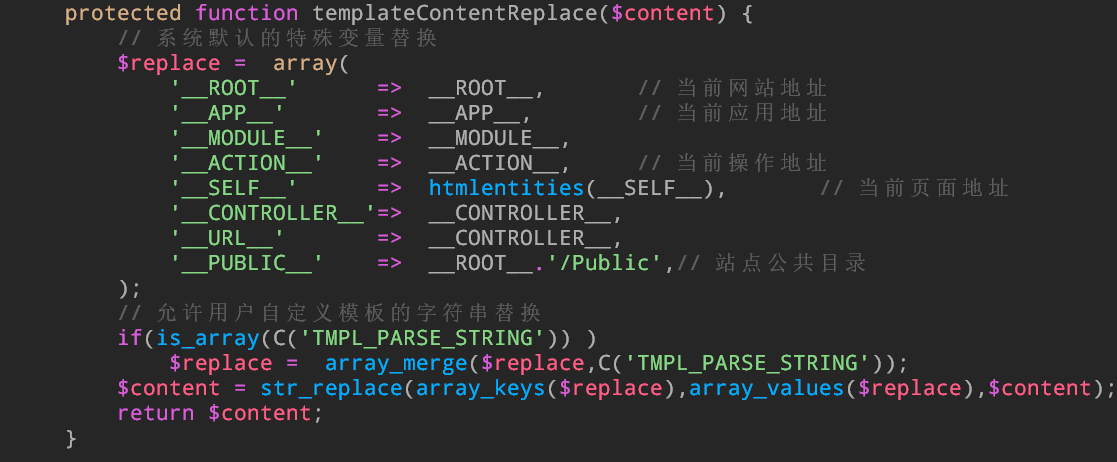 protected function templateContentReplace($content) {
// 系统默认的特殊变量替换
$replace =  array(
'__ROOT__'      =>  __ROOT__,       // 当前网站地址
'__APP__'       =>  __APP__,        // 当前应用地址
'__MODULE__'    =>  __MODULE__,
'__ACTION__'    =>  __ACTION__,     // 当前操作地址
'__SELF__'      =>  htmlentities(__SELF__),       // 当前页面地址
'__CONTROLLER__'=>  __CONTROLLER__,
'__URL__'       =>  __CONTROLLER__,
'__PUBLIC__'    =>  __ROOT__.'/Public',// 站点公共目录
);
// 允许用户自定义模板的字符串替换
if(is_array(C('TMPL_PARSE_STRING')) )
$replace =  array_merge($replace,C('TMPL_PARSE_STRING'));
$content = str_replace(array_keys($replace),array_values($replace),$content);
return $content;
}